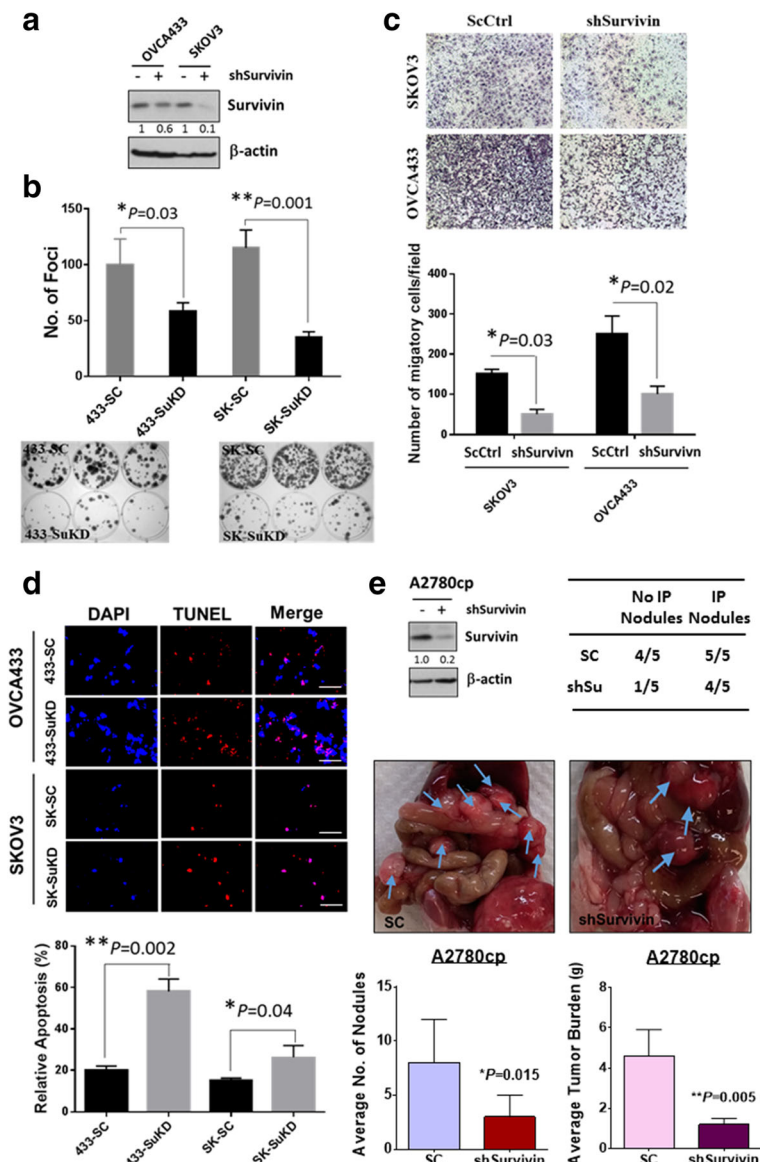 a
OVCA433
SKOV3
- + - + shSurvivin
Survivin
1 0.6 1 0.1
β-actin
b
No. of Foci
150
100
50
0
*P=0.03
**P=0.001
433-SC
433-SuKD
SK-SC
SK-SuKD
433-SC
433-SuKD
SK-SC
SK-SuKD
c
ScCtrl shSurvivin
SKOV3
OVCA433
Number of migatory cells/field
400
300
200
100
0
*P=0.03
*P=0.02
ScCtrl shSurvivn ScCtrl shSurvivn
SKOV3
OVCA433
d
DAPI TUNEL Merge
OVCA433
433-SC
433-SuKD
SKOV3
SK-SC
SK-SuKD
Relative Apoptosis (%)
80
60
40
20
0
**P=0.002
*P=0.04
433-SC
433-SuKD
SK-SC
SK-SuKD
e
A2780cp
- + shSurvivin
Survivin
1.0 0.2
β-actin
No IP Nodules
IP Nodules
SC 4/5 5/5
shSu 1/5 4/5
SC
shSurvivin
A2780cp
Average No. of Nodules
15
10
5
0
*P=0.015
SC shSurvivin
A2780cp
Average Tumor Burden (g)
8
6
4
2
0
**P=0.005
SC shSurvivin